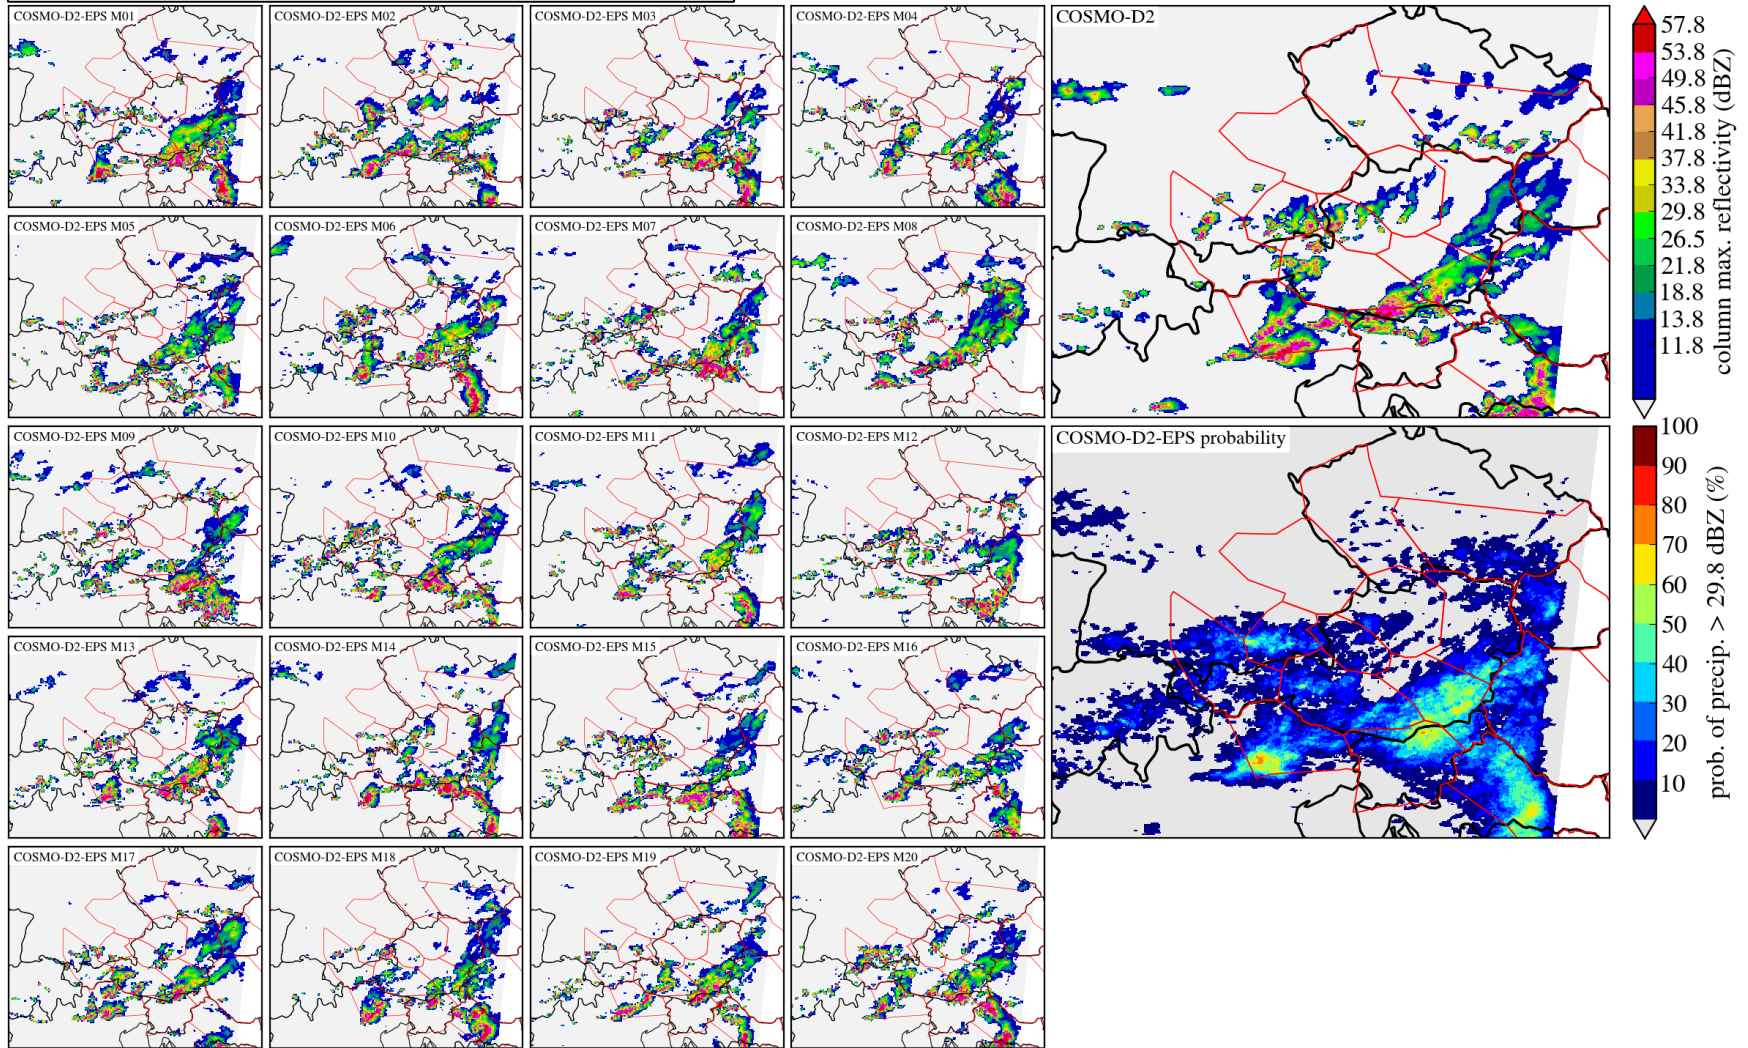 COSMO-D2-EPS M01
COSMO-D2-EPS M02
COSMO-D2-EPS M03
COSMO-D2-EPS M04
COSMO-D2
57.8
53.8
49.8
45.8
41.8
37.8
33.8
29.8
26.5
21.8
18.8
13.8
11.8
column max. reflectivity (dBZ)
COSMO-D2-EPS M05
COSMO-D2-EPS M06
COSMO-D2-EPS M07
COSMO-D2-EPS M08
COSMO-D2-EPS M09
COSMO-D2-EPS M10
COSMO-D2-EPS M11
COSMO-D2-EPS M12
COSMO-D2-EPS probability
100
90
80
70
60
50
40
30
20
10
prob. of precip. > 29.8 dBZ (%)
COSMO-D2-EPS M13
COSMO-D2-EPS M14
COSMO-D2-EPS M15
COSMO-D2-EPS M16
COSMO-D2-EPS M17
COSMO-D2-EPS M18
COSMO-D2-EPS M19
COSMO-D2-EPS M20